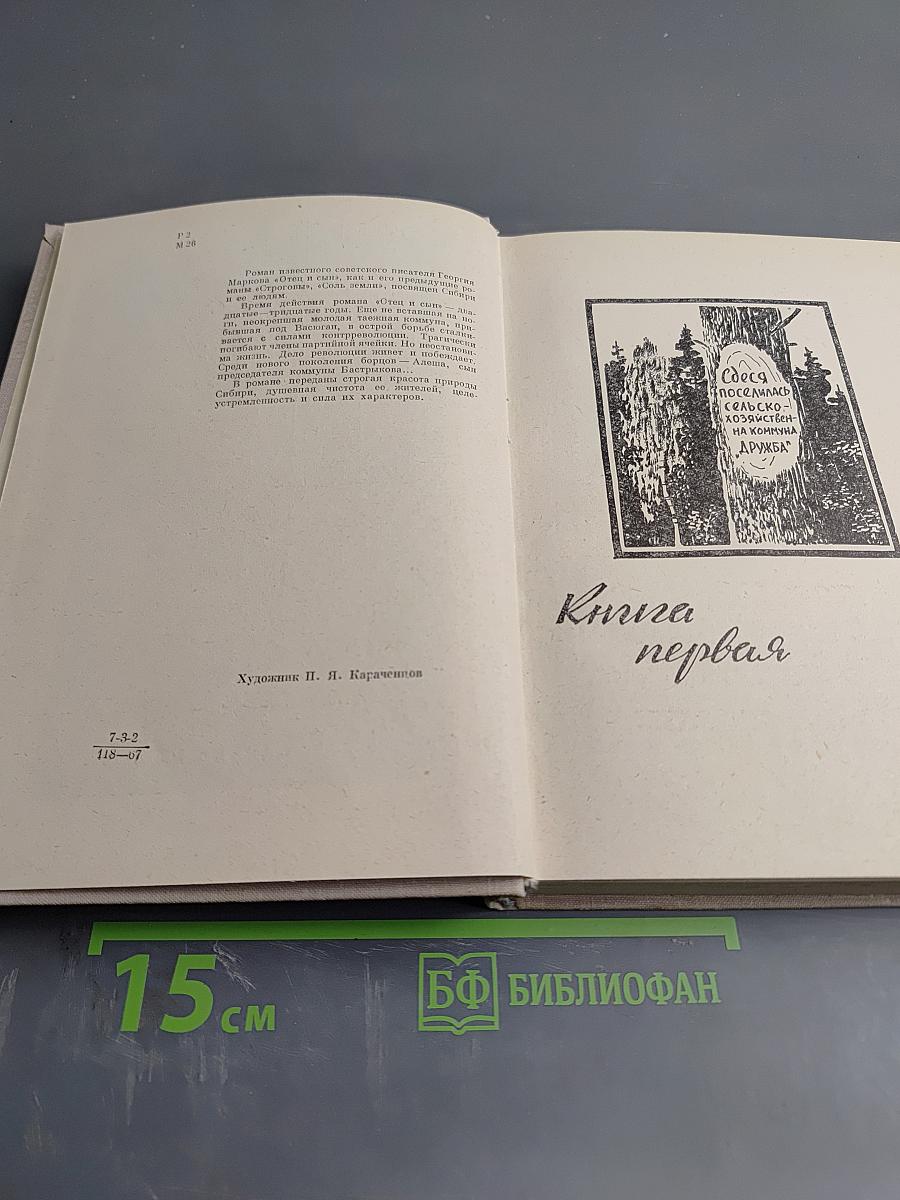 Р 2
М 26
Роман известного советского писателя Георгия
Маркова «Отец и сын», как и его предыдущие ро-
маны «Строговы», «Соль земли», посвящен Сибири
и ее людям.
Время действия романа «Отец и сын» — два-
дцатые—тридцатые годы. Еще не вставшая на но-
ги, неокрепшая молодая таежная коммуна, при-
бывшая под Васюган, в острой борьбе сталки-
вается с силами контрреволюции. Трагически
погибают члены партийной ячейки. Но неостанови-
ма жизнь. Дело революции живет и побеждает.
Среди нового поколения борцов — Алеша, сын
председателя коммуны Бастрыкова...
В романе переданы строгая красота природы
Сибири, душевная чистота ее жителей, целе-
устремленность и сила их характеров.
Художник П. Я. Караченцов
7-3-2
118—67
Сдеся
поселилась
сельско-
хозяйствен-
на коммуна
„Дружба"
Книга
первая
15 см
БФ БИБЛИОФАН